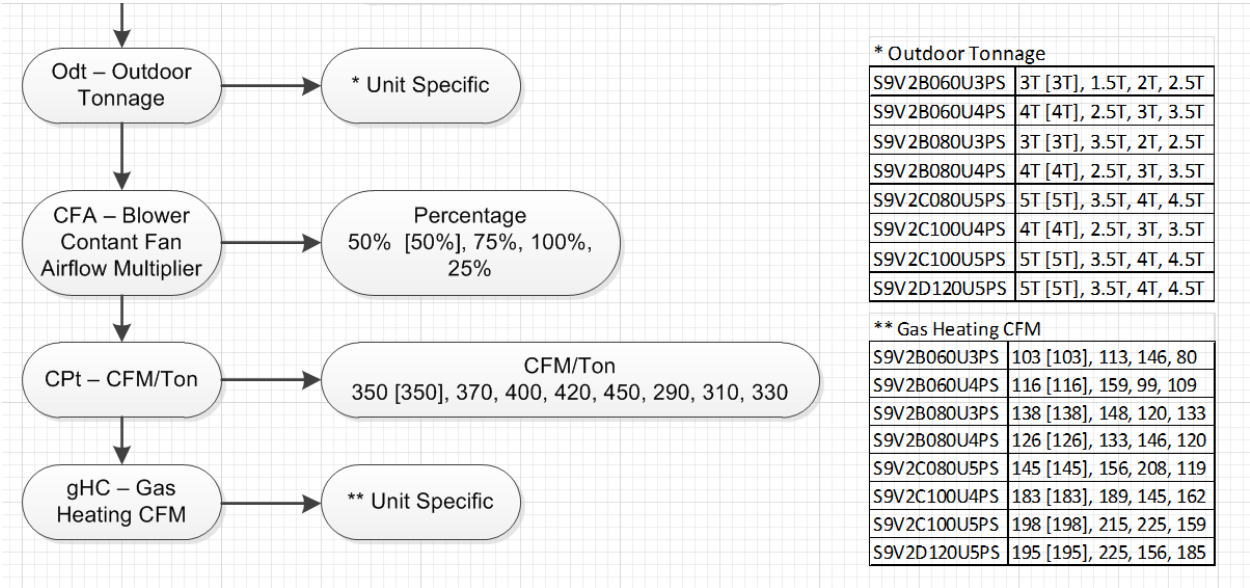 Odt – Outdoor
Tonnage
* Unit Specific
CFA – Blower
Contant Fan
Airflow Multiplier
Percentage
50%  [50%], 75%, 100%,
25%
CPt – CFM/Ton
CFM/Ton
350 [350], 370, 400, 420, 450, 290, 310, 330
gHC – Gas
Heating CFM
** Unit Specific
* Outdoor Tonnage
S9V2B060U3PS 3T [3T], 1.5T, 2T, 2.5T
S9V2B060U4PS 4T [4T], 2.5T, 3T, 3.5T
S9V2B080U3PS 3T [3T], 3.5T, 2T, 2.5T
S9V2B080U4PS 4T [4T], 2.5T, 3T, 3.5T
S9V2C080U5PS 5T [5T], 3.5T, 4T, 4.5T
S9V2C100U4PS 4T [4T], 2.5T, 3T, 3.5T
S9V2C100U5PS 5T [5T], 3.5T, 4T, 4.5T
S9V2D120U5PS 5T [5T], 3.5T, 4T, 4.5T
** Gas Heating CFM
S9V2B060U3PS 103 [103], 113, 146, 80
S9V2B060U4PS 116 [116], 159, 99, 109
S9V2B080U3PS 138 [138], 148, 120, 133
S9V2B080U4PS 126 [126], 133, 146, 120
S9V2C080U5PS 145 [145], 156, 208, 119
S9V2C100U4PS 183 [183], 189, 145, 162
S9V2C100U5PS 198 [198], 215, 225, 159
S9V2D120U5PS 195 [195], 225, 156, 185